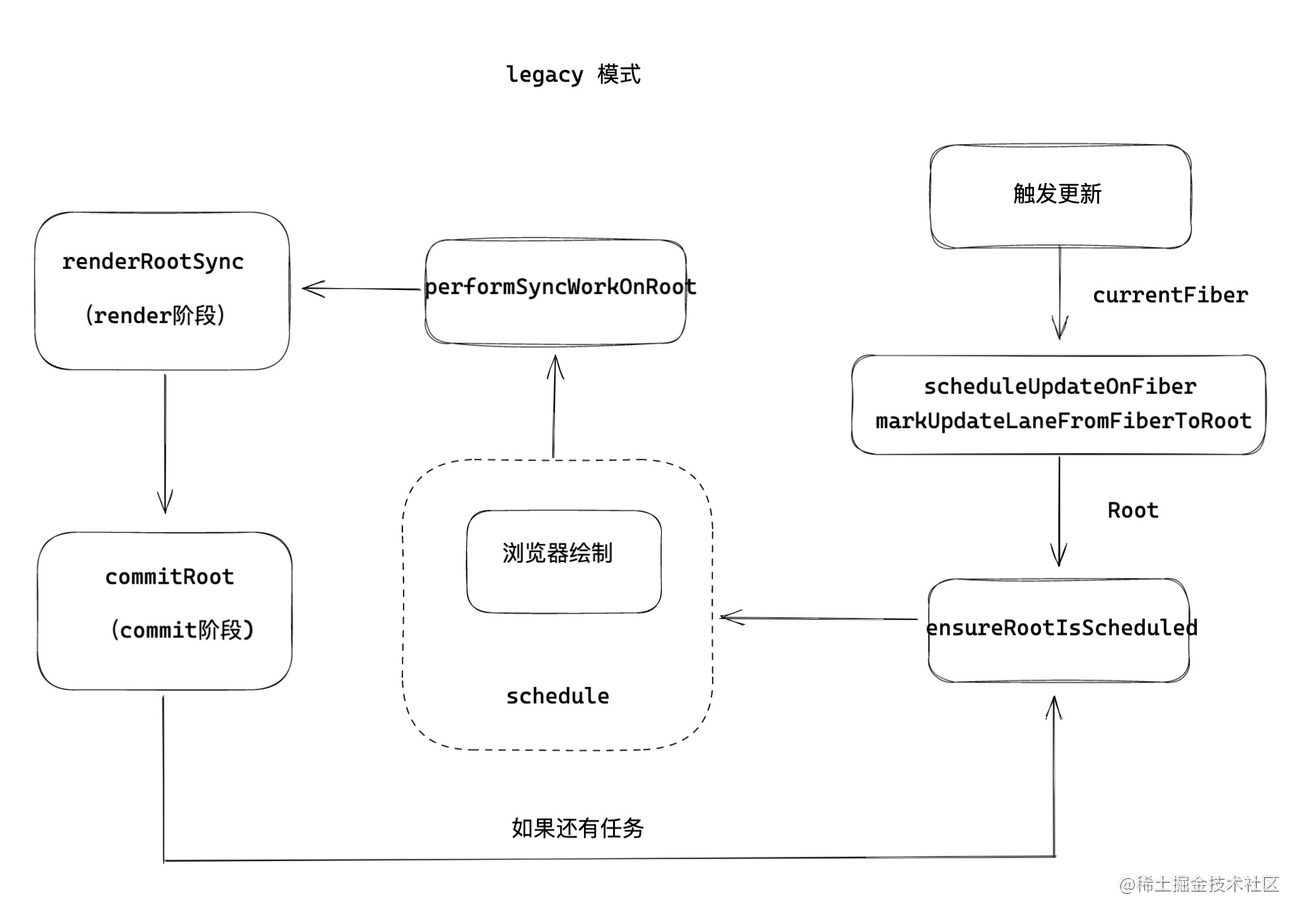 legacy 模式
触发更新
currentFiber
scheduleUpdateOnFiber
markUpdateLaneFromFiberToRoot
Root
ensureRootIsScheduled
浏览器绘制
schedule
performSyncWorkOnRoot
renderRootSync
(render阶段)
commitRoot
(commit阶段)
如果还有任务
@稀土掘金技术社区